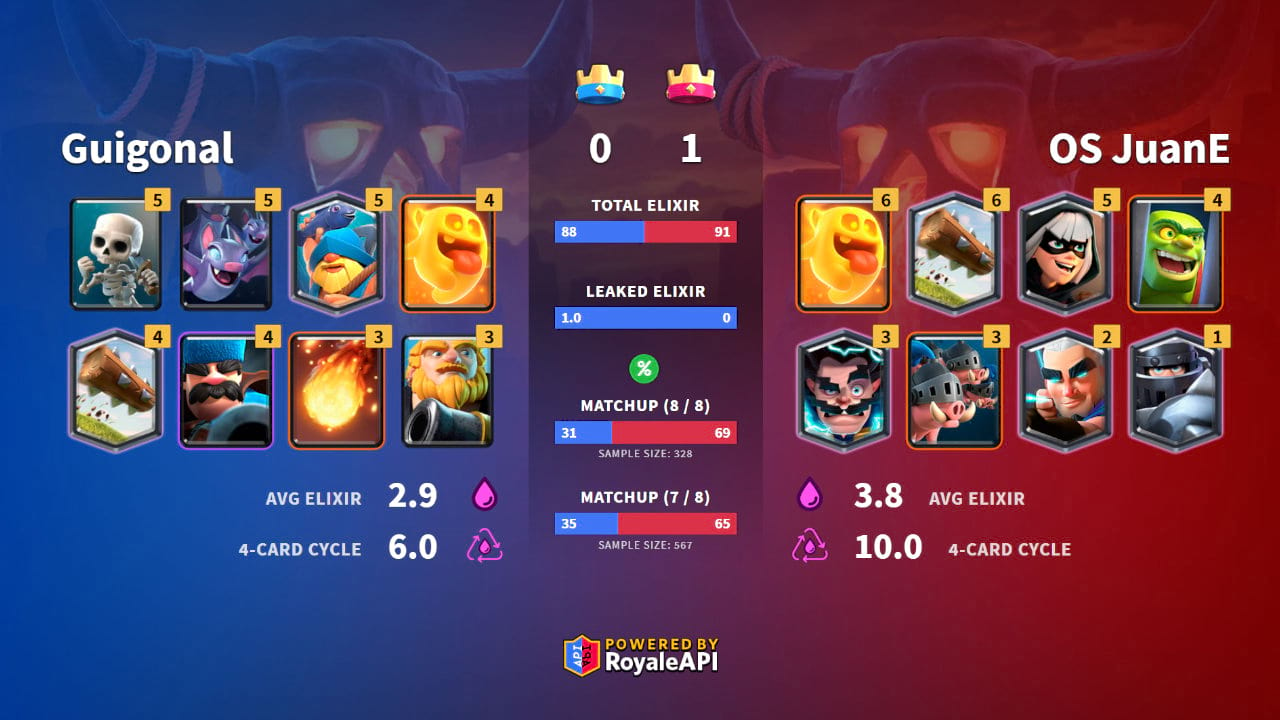 Guigonal
0 1
OS JuanE
5 5 5 4
4 4 3 3
AVG ELIXIR 2.9
4-CARD CYCLE 6.0
TOTAL ELIXIR
88 91
LEAKED ELIXIR
1.0 0
%
MATCHUP (8 / 8)
31 69
SAMPLE SIZE: 328
MATCHUP (7 / 8)
35 65
SAMPLE SIZE: 567
6 6 5 4
3 3 2 1
3.8 AVG ELIXIR
10.0 4-CARD CYCLE
API
API
POWERED BY
RoyaleAPI